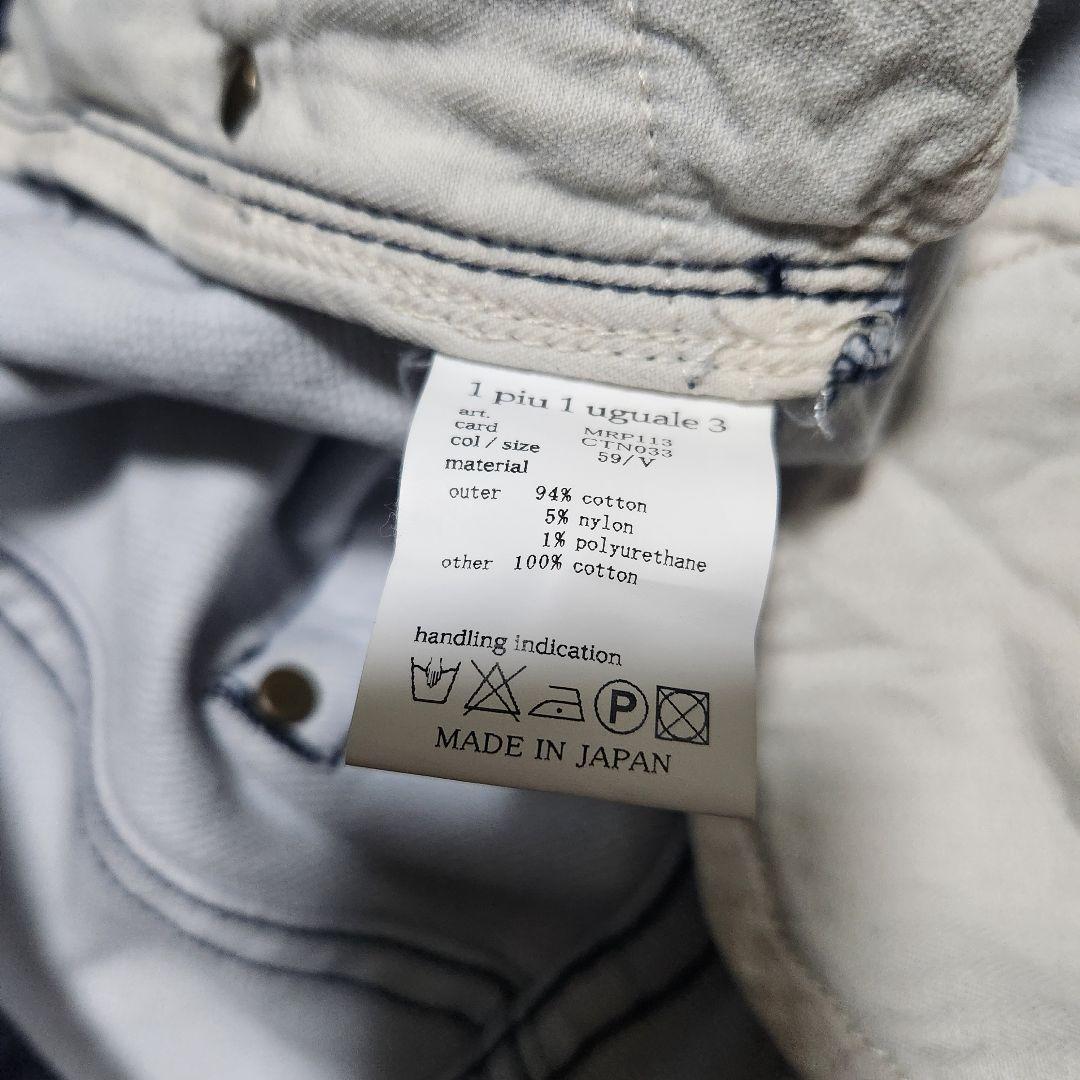 1 piu 1 uguale 3
art. MRP113
card CTN033
col / size 59/V
material
outer 94% cotton
5% nylon
1% polyurethane
other 100% cotton
handling indication
P
MADE IN JAPAN